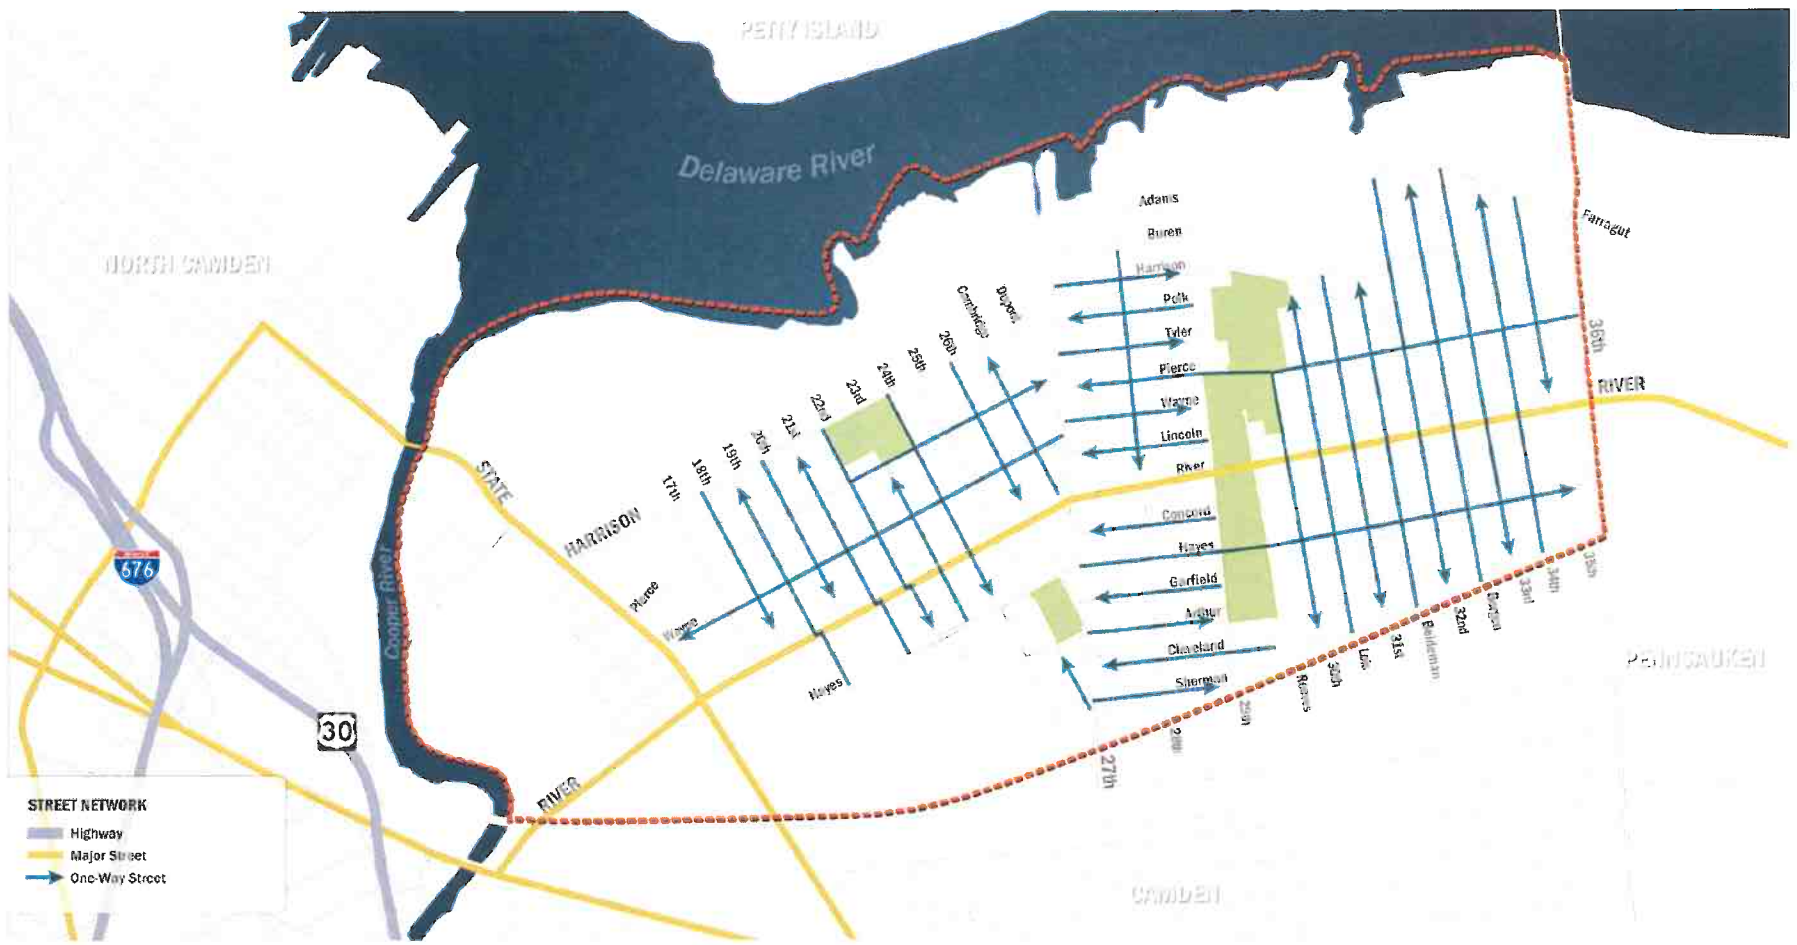 PETTY ISLAND
Delaware River
NORTH CAMDEN
Adams
Buren
Harrison
Polk
Tyler
Pierce
Wayne
Lincoln
River
Concord
Hayes
Garfield
Arthur
Cleveland
Sherman
Farragut
36th
RIVER
Cambridge
Dupont
26th
25th
24th
23rd
22nd
21st
20th
19th
18th
17th
STATE
HARRISON
Pierce
Wayne
Hayes
Cooper River
676
30
RIVER
27th
28th
29th
Reeves
30th
Lois
31st
Beideman
32nd
Bergen
33rd
34th
35th
PENNSAUKEN
CAMDEN
STREET NETWORK
Highway
Major Street
One-Way Street